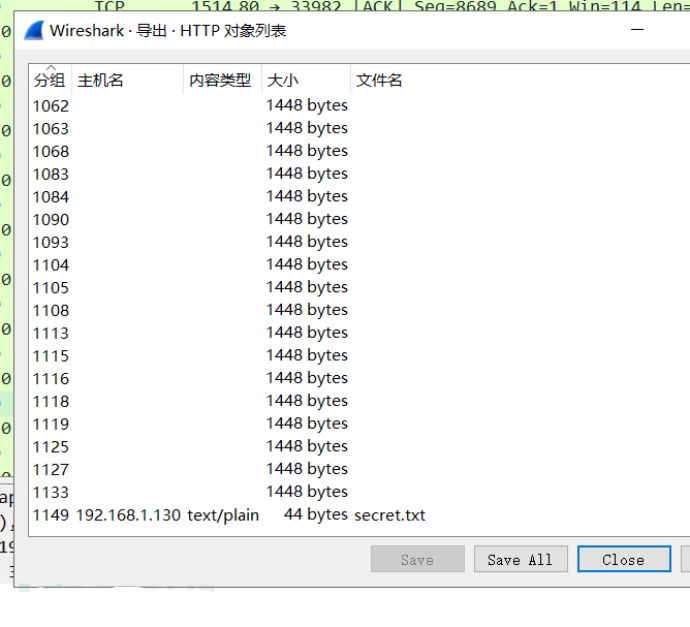 TCP 1514 80 → 33982 [ACK] Seq=8689 Ack=1 Win=114 Len=
Wireshark · 导出 · HTTP 对象列表
分组 主机名 内容类型 大小 文件名
1062 1448 bytes
1063 1448 bytes
1068 1448 bytes
1083 1448 bytes
1084 1448 bytes
1090 1448 bytes
1093 1448 bytes
1104 1448 bytes
1105 1448 bytes
1108 1448 bytes
1113 1448 bytes
1115 1448 bytes
1116 1448 bytes
1118 1448 bytes
1119 1448 bytes
1125 1448 bytes
1127 1448 bytes
1133 1448 bytes
1149 192.168.1.130 text/plain 44 bytes secret.txt
Save Save All Close